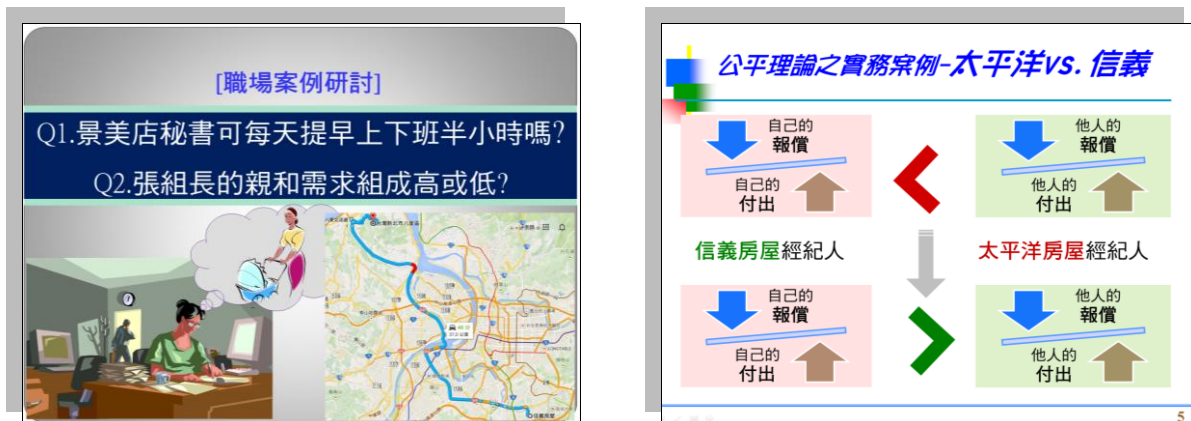 [職場案例研討]
Q1.景美店秘書可每天提早上下班半小時嗎?
Q2.張組長的親和需求組成高或低?
信義房屋
公平理論之實務案例-太平洋vs.信義
自己的
報償
自己的
付出
他人的
報償
他人的
付出
信義房屋經紀人
太平洋房屋經紀人
自己的
報償
自己的
付出
他人的
報償
他人的
付出
5